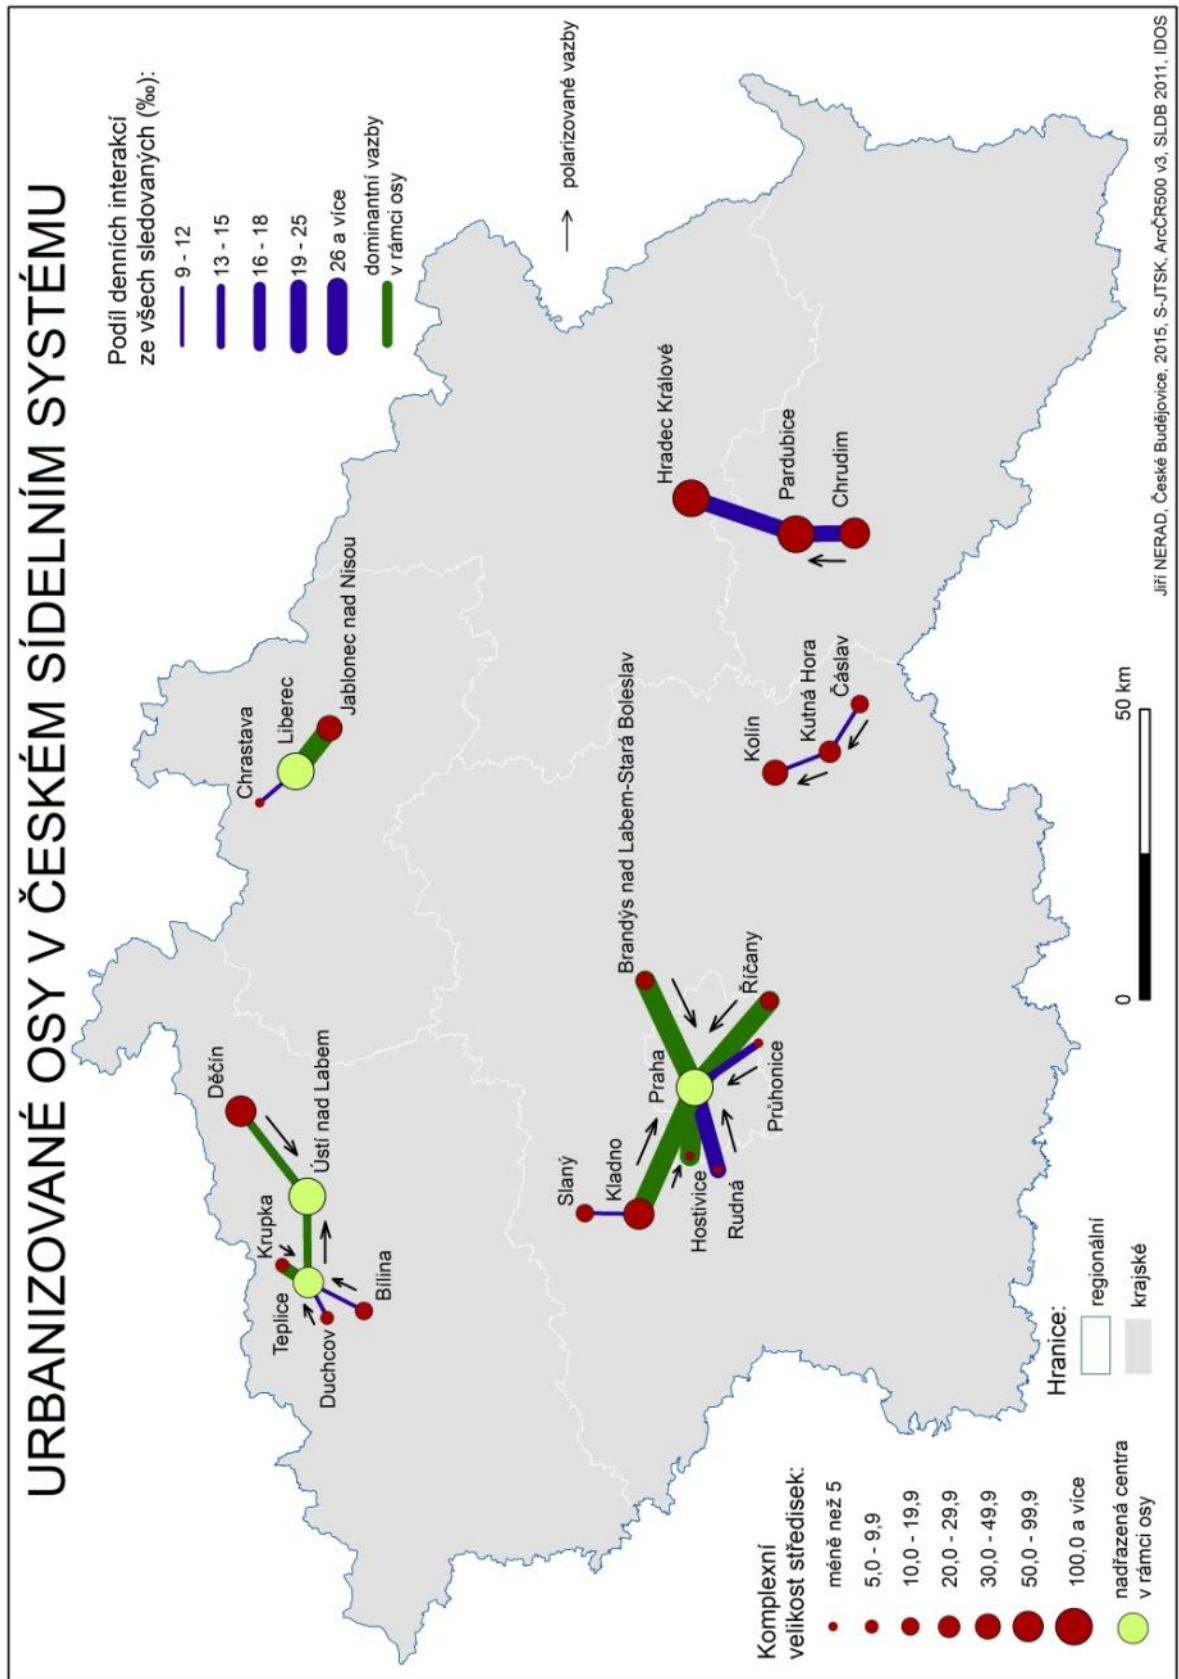 URBANIZOVANÉ OSY V ČESKÉM SÍDELNÍM SYSTÉMU
Podíl denních interakcí
ze všech sledovaných (‰):
9 - 12
13 - 15
16 - 18
19 - 25
26 a více
dominantní vazby
v rámci osy
polarizované vazby
Děčín
Ústí nad Labem
Krupka
Teplice
Duchcov
Bílina
Chrastava
Liberec
Jablonec nad Nisou
Slaný
Kladno
Hostivice
Rudná
Praha
Průhonice
Říčany
Brandýs nad Labem-Stará Boleslav
Kolín
Kutná Hora
Čáslav
Hradec Králové
Pardubice
Chrudim
Komplexní
velikost středisek:
méně než 5
5,0 - 9,9
10,0 - 19,9
20,0 - 29,9
30,0 - 49,9
50,0 - 99,9
100,0 a více
nadřazená centra
v rámci osy
Hranice:
regionální
krajské
0
50 km
Jiří NERAD, České Budějovice, 2015, S-JTSK, ArcČR500 v3, SLDB 2011, IDOS